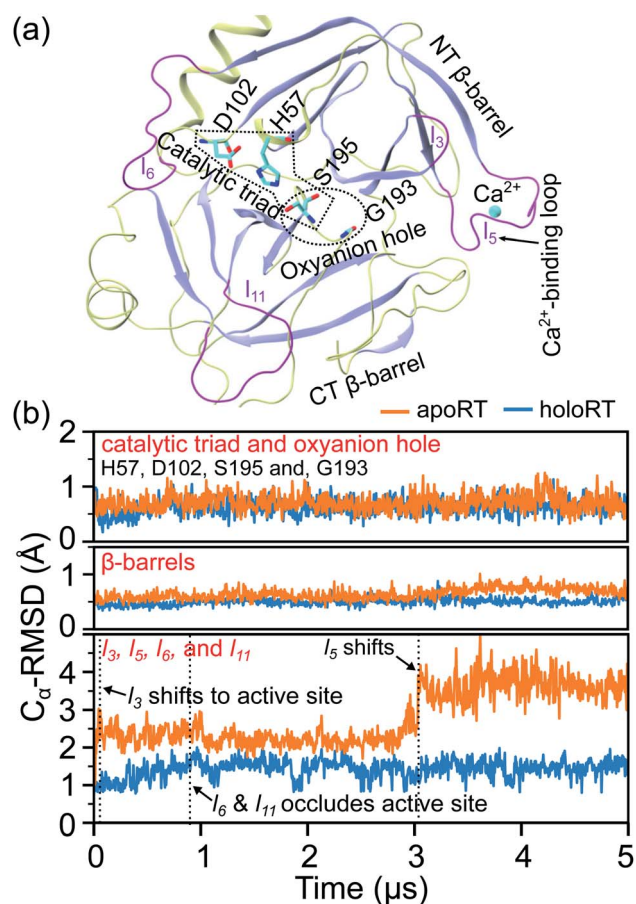 (a)
NT β-barrel
D102
H57
l3
l6
Catalytic triad
S195
G193
Ca2+
l5
Oxyanion hole
l11
Ca2+-binding loop
CT β-barrel
(b)
apoRT holoRT
catalytic triad and oxyanion hole
H57, D102, S195 and, G193
β-barrels
l3, l5, l6, and l11
l5 shifts
l3 shifts to active site
l6 & l11 occludes active site
Cα-RMSD (Å)
2
1
0
1
0
4
3
2
1
0
0 1 2 3 4 5
Time (μs)